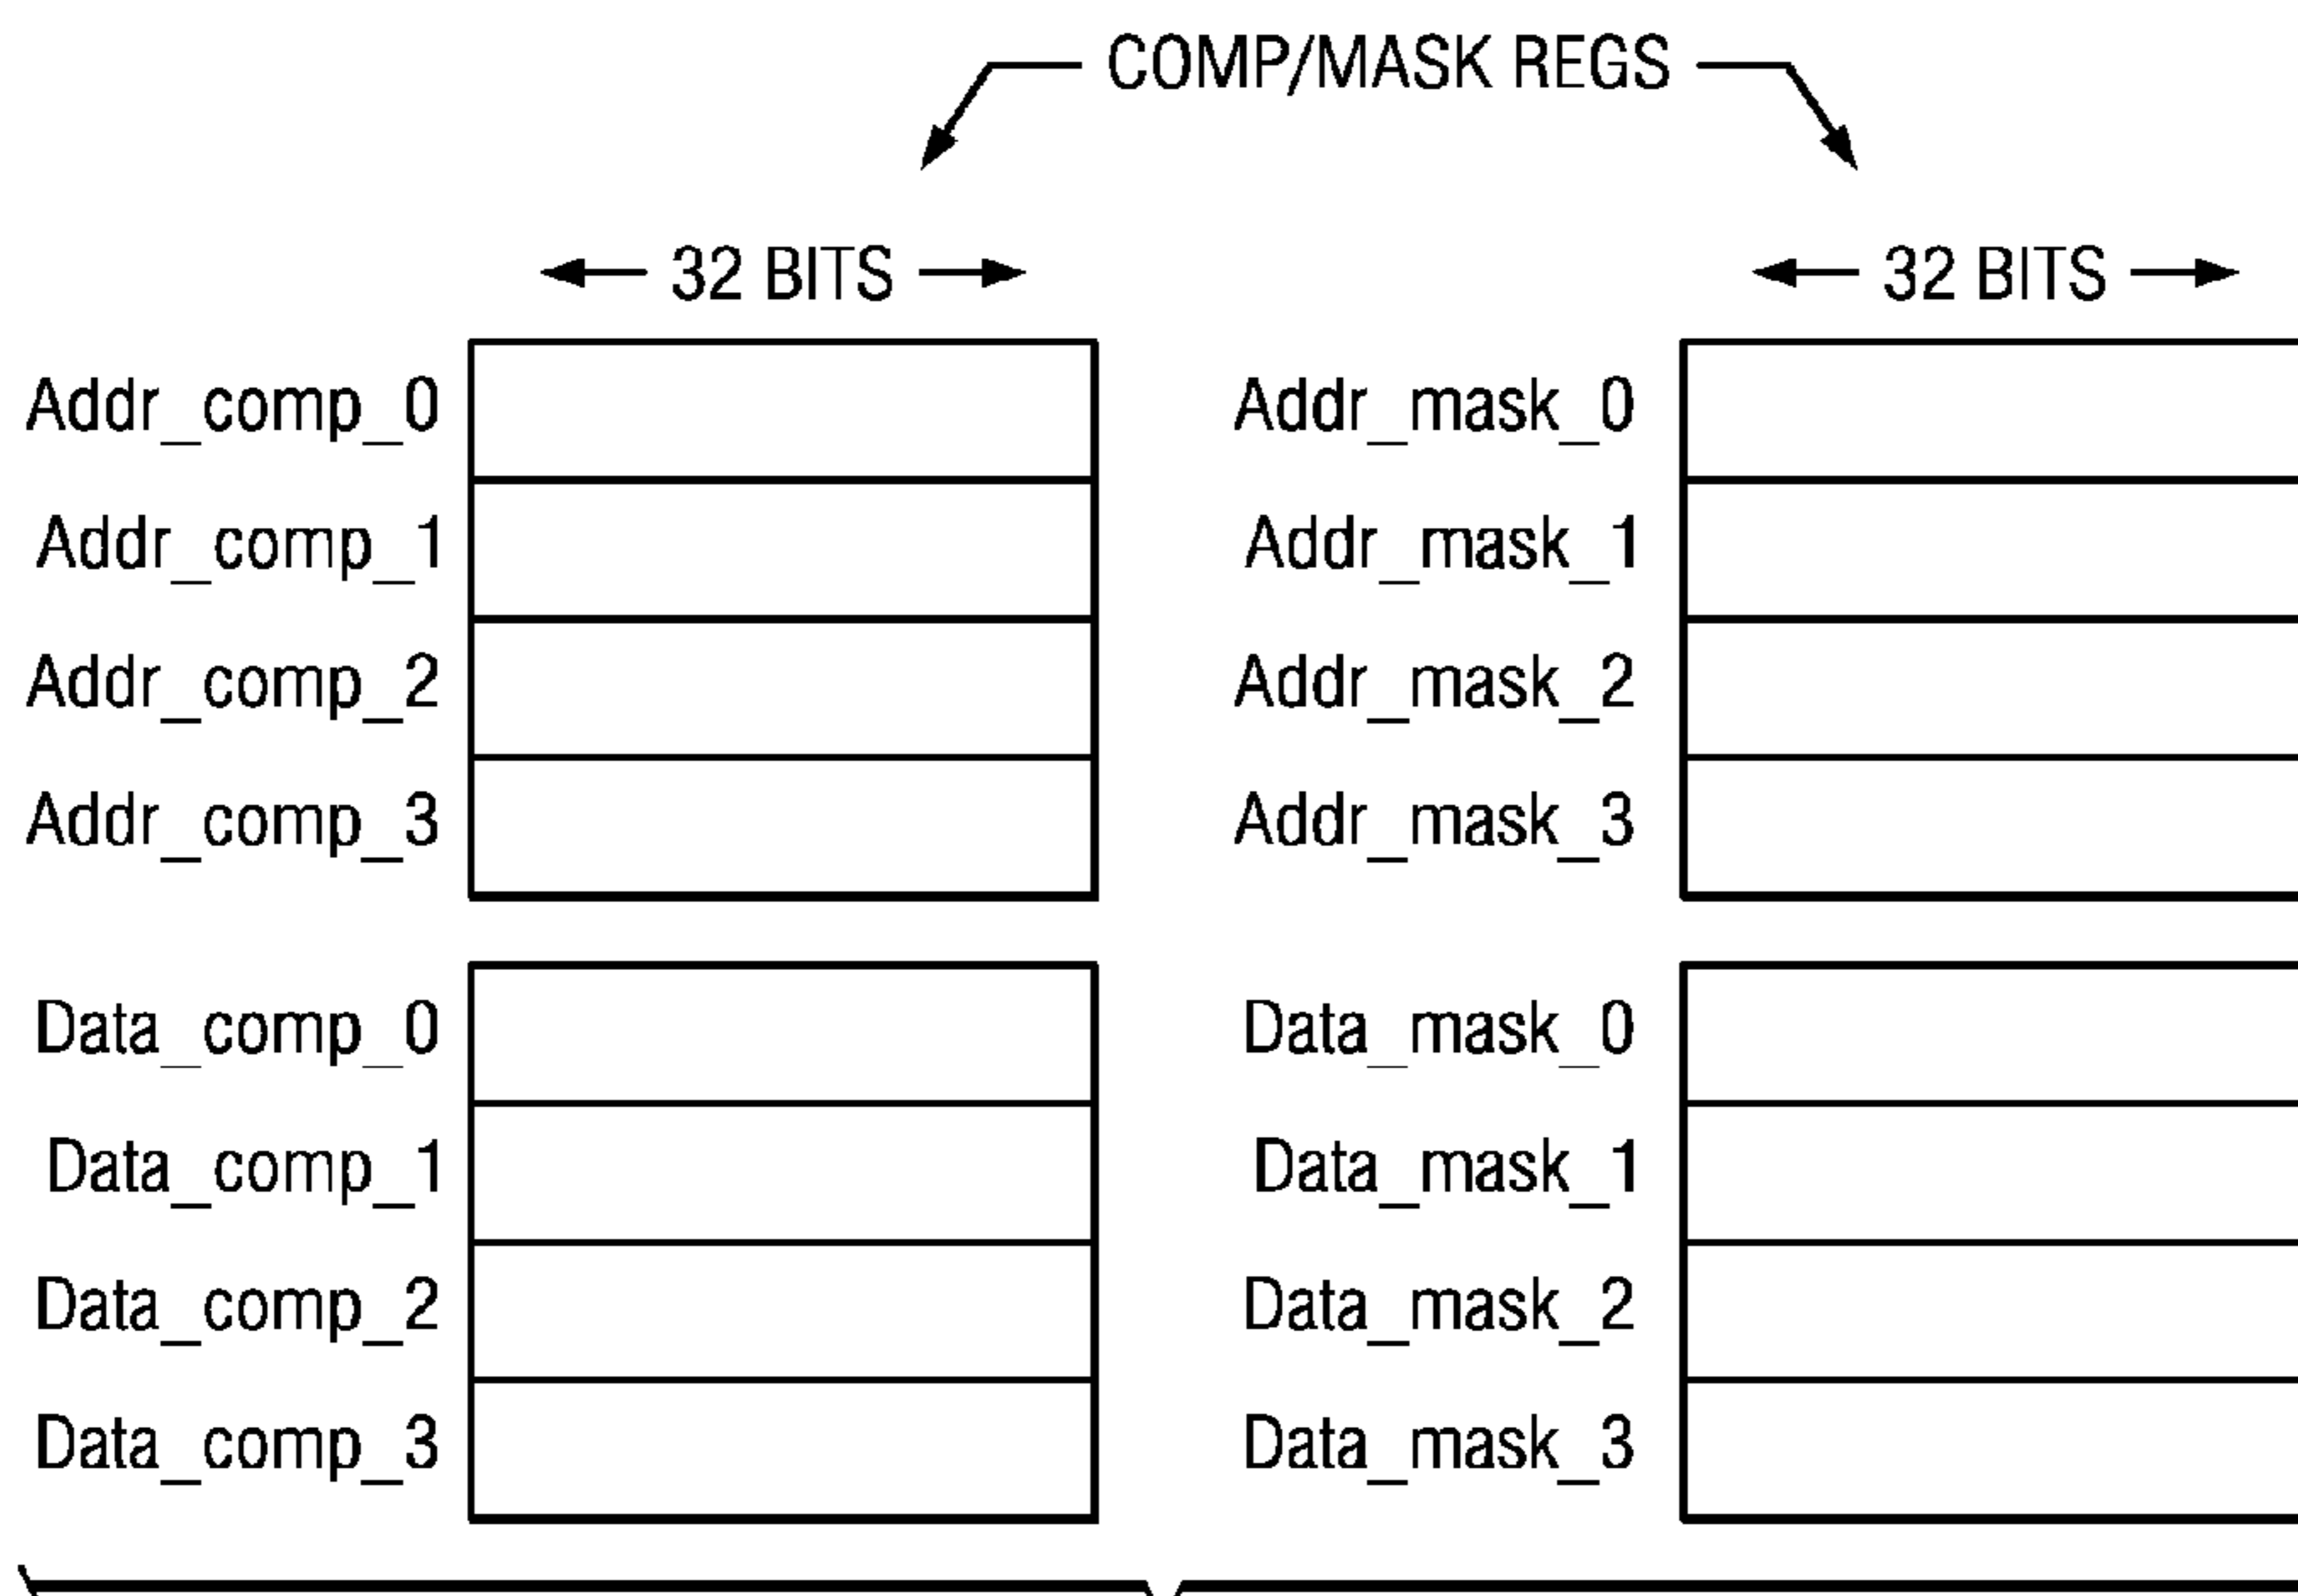 COMP/MASK REGS
32 BITS
32 BITS
Addr_comp_0
Addr_mask_0
Addr_comp_1
Addr_mask_1
Addr_comp_2
Addr_mask_2
Addr_comp_3
Addr_mask_3
Data_comp_0
Data_mask_0
Data_comp_1
Data_mask_1
Data_comp_2
Data_mask_2
Data_comp_3
Data_mask_3